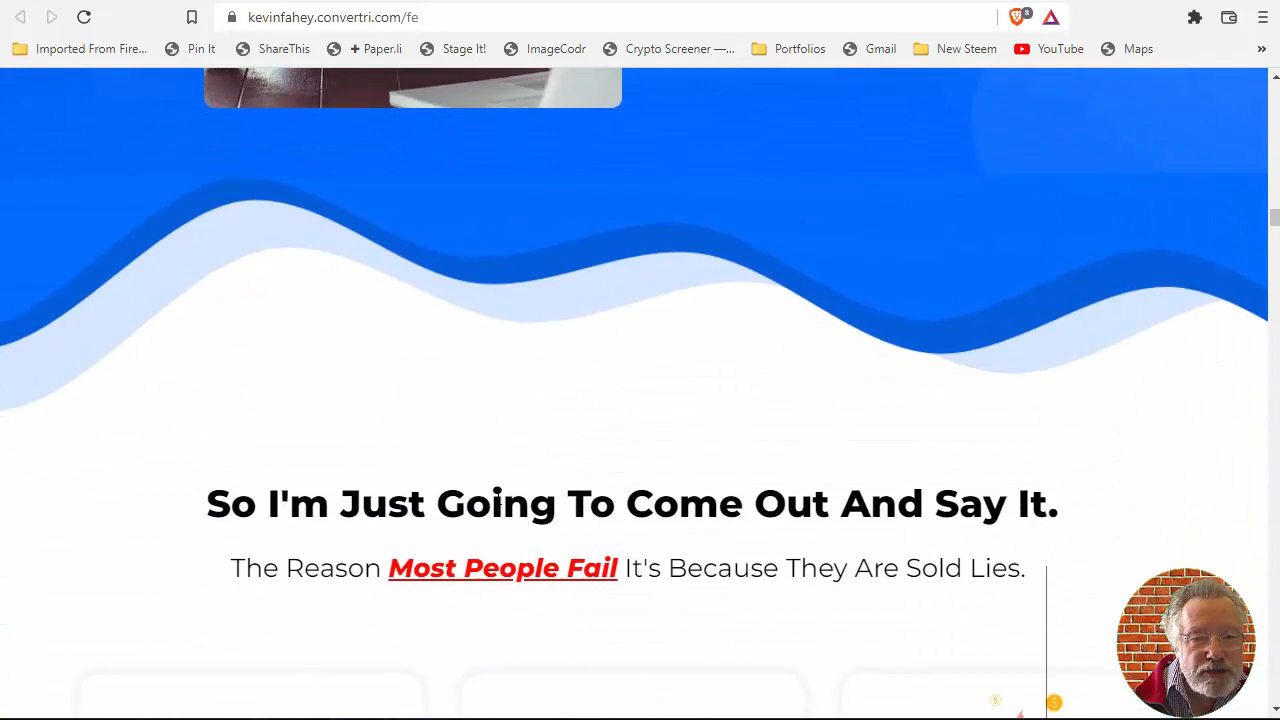 kevinfahey.convertri.com/fe
8
Imported From Fire... Pin It ShareThis + Paper.li Stage It! ImageCodr Crypto Screener —... Portfolios Gmail New Steem YouTube Maps »
So I'm Just Going To Come Out And Say It.
The Reason Most People Fail It's Because They Are Sold Lies.